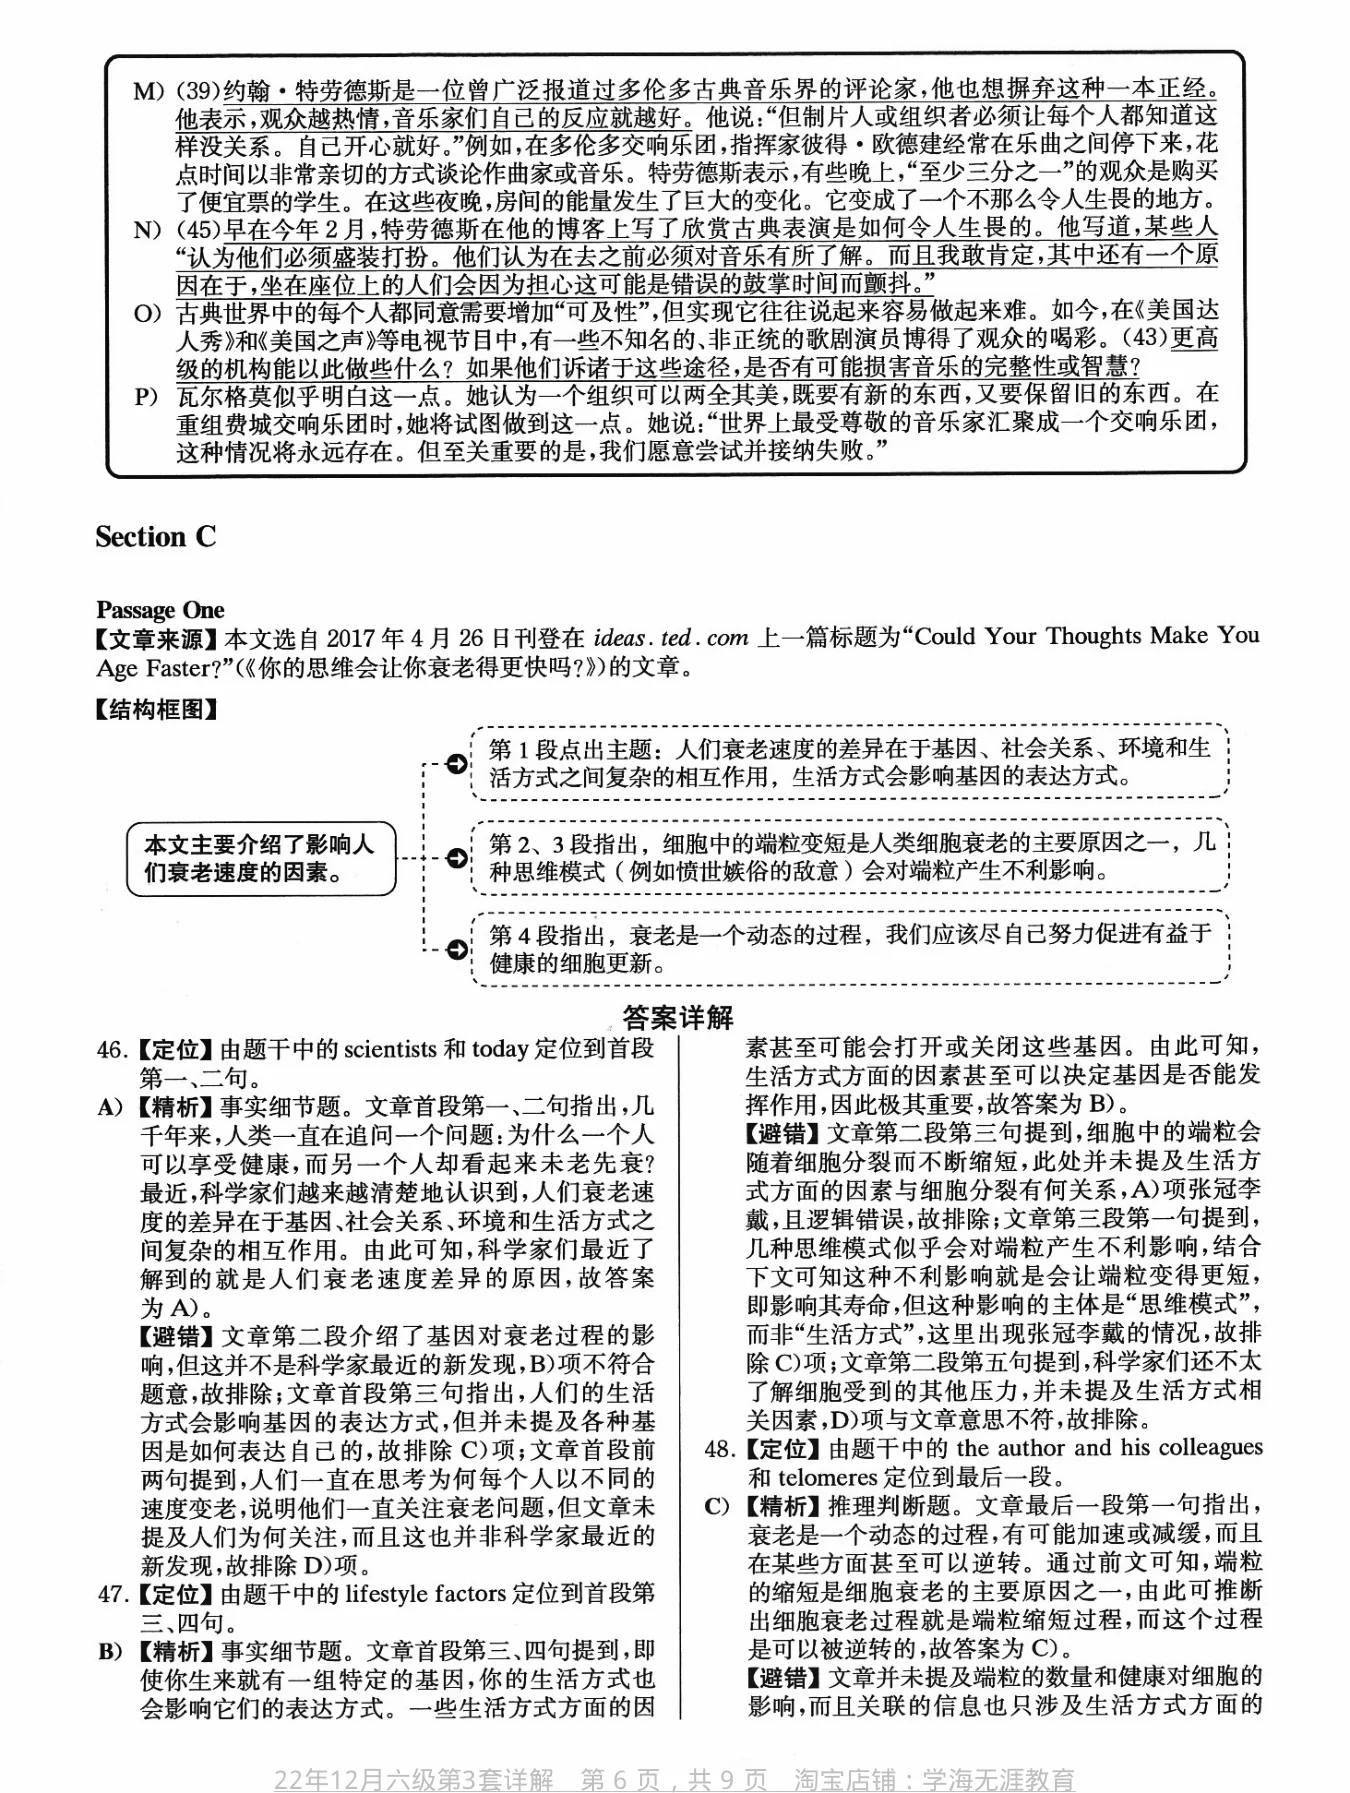 M) (39)约翰·特劳德斯是一位曾广泛报道过多伦多古典音乐界的评论家,他也想摒弃这种一本正经。
他表示,观众越热情,音乐家们自己的反应就越好。他说:“但制片人或组织者必须让每个人都知道这
样没关系。自己开心就好。”例如,在多伦多交响乐团,指挥家彼得·欧德建经常在乐曲之间停下来,花
点时间以非常亲切的方式谈论作曲家或音乐。特劳德斯表示,有些晚上,“至少三分之一”的观众是购买
了便宜票的学生。在这些夜晚,房间的能量发生了巨大的变化。它变成了一个不那么令人生畏的地方。
N) (45)早在今年2月,特劳德斯在他的博客上写了欣赏古典表演是如何令人生畏的。他写道,某些人
“认为他们必须盛装打扮。他们认为在去之前必须对音乐有所了解。而且我敢肯定,其中还有一个原
因在于,坐在座位上的人们会因为担心这可能是错误的鼓掌时间而颤抖。”
O) 古典世界中的每个人都同意需要增加“可及性”,但实现它往往说起来容易做起来难。如今,在《美国达
人秀》和《美国之声》等电视节目中,有一些不知名的、非正统的歌剧演员博得了观众的喝彩。(43)更高
级的机构能以此做些什么?如果他们诉诸于这些途径,是否有可能损害音乐的完整性或智慧?
P) 瓦尔格莫似乎明白这一点。她认为一个组织可以两全其美,既要有新的东西,又要保留旧的东西。在
重组费城交响乐团时,她将试图做到这一点。她说:“世界上最受尊敬的音乐家汇聚成一个交响乐团,
这种情况将永远存在。但至关重要的是,我们愿意尝试并接纳失败。”
Section C
Passage One
【文章来源】本文选自 2017 年 4 月 26 日刊登在 ideas.ted.com 上一篇标题为“Could Your Thoughts Make You
Age Faster?”(《你的思维会让你衰老得更快吗?》)的文章。
【结构框图】
本文主要介绍了影响人
们衰老速度的因素。
第1段点出主题:人们衰老速度的差异在于基因、社会关系、环境和生
活方式之间复杂的相互作用,生活方式会影响基因的表达方式。
第2、3段指出,细胞中的端粒变短是人类细胞衰老的主要原因之一,几
种思维模式(例如愤世嫉俗的敌意)会对端粒产生不利影响。
第4段指出,衰老是一个动态的过程,我们应该尽自己努力促进有益于
健康的细胞更新。
答案详解
46.【定位】由题干中的 scientists 和 today 定位到首段
第一、二句。
A) 【精析】事实细节题。文章首段第一、二句指出,几
千年来,人类一直在追问一个问题:为什么一个人
可以享受健康,而另一个人却看起来未老先衰?
最近,科学家们越来越清楚地认识到,人们衰老速
度的差异在于基因、社会关系、环境和生活方式之
间复杂的相互作用。由此可知,科学家们最近了
解到的就是人们衰老速度差异的原因,故答案
为 A)。
【避错】文章第二段介绍了基因对衰老过程的影
响,但这并不是科学家最近的新发现,B)项不符合
题意,故排除;文章首段第三句指出,人们的生活
方式会影响基因的表达方式,但并未提及各种基
因是如何表达自己的,故排除 C)项;文章首段前
两句提到,人们一直在思考为何每个人以不同的
速度变老,说明他们一直关注衰老问题,但文章未
提及人们为何关注,而且这也并非科学家最近的
新发现,故排除 D)项。
47.【定位】由题干中的 lifestyle factors 定位到首段第
三、四句。
B) 【精析】事实细节题。文章首段第三、四句提到,即
使你生来就有一组特定的基因,你的生活方式也
会影响它们的表达方式。一些生活方式方面的因
素甚至可能会打开或关闭这些基因。由此可知,
生活方式方面的因素甚至可以决定基因是否能发
挥作用,因此极其重要,故答案为 B)。
【避错】文章第二段第三句提到,细胞中的端粒会
随着细胞分裂而不断缩短,此处并未提及生活方
式方面的因素与细胞分裂有何关系,A)项张冠李
戴,且逻辑错误,故排除;文章第三段第一句提到,
几种思维模式似乎会对端粒产生不利影响,结合
下文可知这种不利影响就是会让端粒变得更短,
即影响其寿命,但这种影响的主体是“思维模式”,
而非“生活方式”,这里出现张冠李戴的情况,故排
除 C)项;文章第二段第五句提到,科学家们还不太
了解细胞受到的其他压力,并未提及生活方式相
关因素,D)项与文章意思不符,故排除。
48.【定位】由题干中的 the author and his colleagues
和 telomeres 定位到最后一段。
C) 【精析】推理判断题。文章最后一段第一句指出,
衰老是一个动态的过程,有可能加速或减缓,而且
在某些方面甚至可以逆转。通过前文可知,端粒
的缩短是细胞衰老的主要原因之一,由此可推断
出细胞衰老过程就是端粒缩短过程,而这个过程
是可以被逆转的,故答案为 C)。
【避错】文章并未提及端粒的数量和健康对细胞的
影响,而且关联的信息也只涉及生活方式方面的
22年12月六级第3套详解 第 6 页,共 9 页 淘宝店铺:学海无涯教育